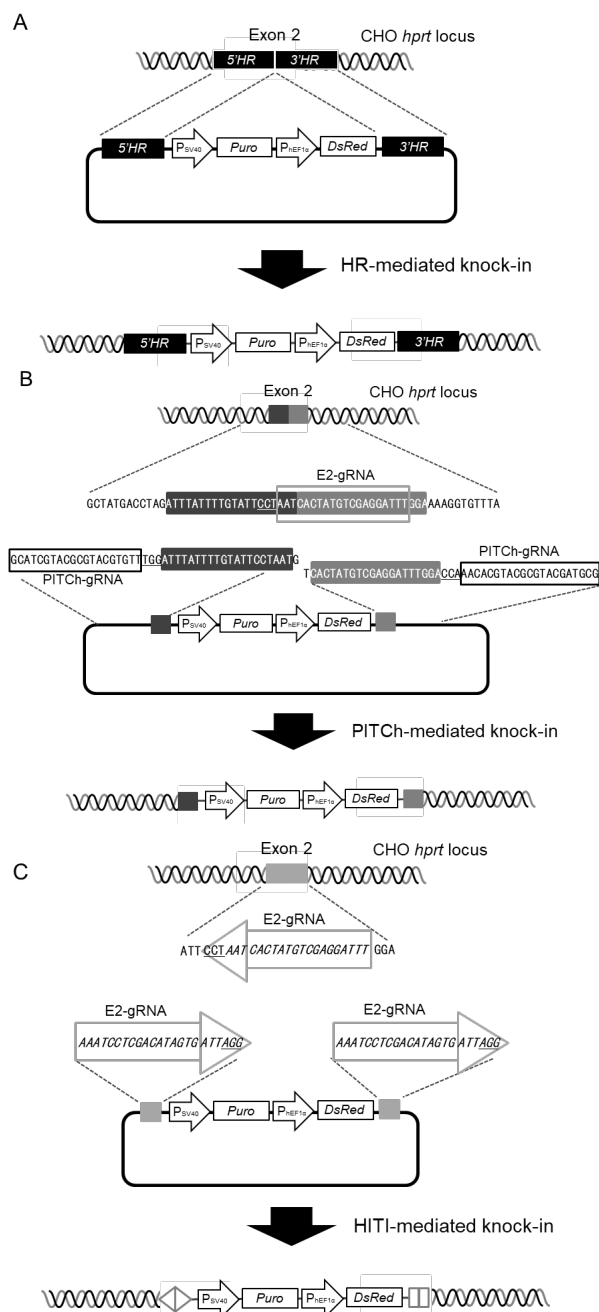 A
Exon 2
CHO hprt locus
5'HR 3'HR
5'HR PSV40 Puro PhEF1α DsRed 3'HR
HR-mediated knock-in
5'HR PSV40 Puro PhEF1α DsRed 3'HR
B
Exon 2
CHO hprt locus
E2-gRNA
GCTATGACCTAGATTTATTTTGTATTCCTAATCACTATGTCGAGGATTTGGAAAAGGTGTTTA
GCATCGTACGCGTACGTGTTTGGATTTATTTTGTATTCCTAATG
PITCh-gRNA
PITCh-gRNA
TCACTATGTCGAGGATTTGGACCAAACACGTACGCGTACGATGCG
PSV40 Puro PhEF1α DsRed
PITCh-mediated knock-in
PSV40 Puro PhEF1α DsRed
C
Exon 2
CHO hprt locus
E2-gRNA
ATTCCTAATCACTATGTCGAGGATTTGGA
E2-gRNA E2-gRNA
AAATCCTCGACATAGTGATTAGG AAATCCTCGACATAGTGATTAGG
PSV40 Puro PhEF1α DsRed
HITI-mediated knock-in
PSV40 Puro PhEF1α DsRed